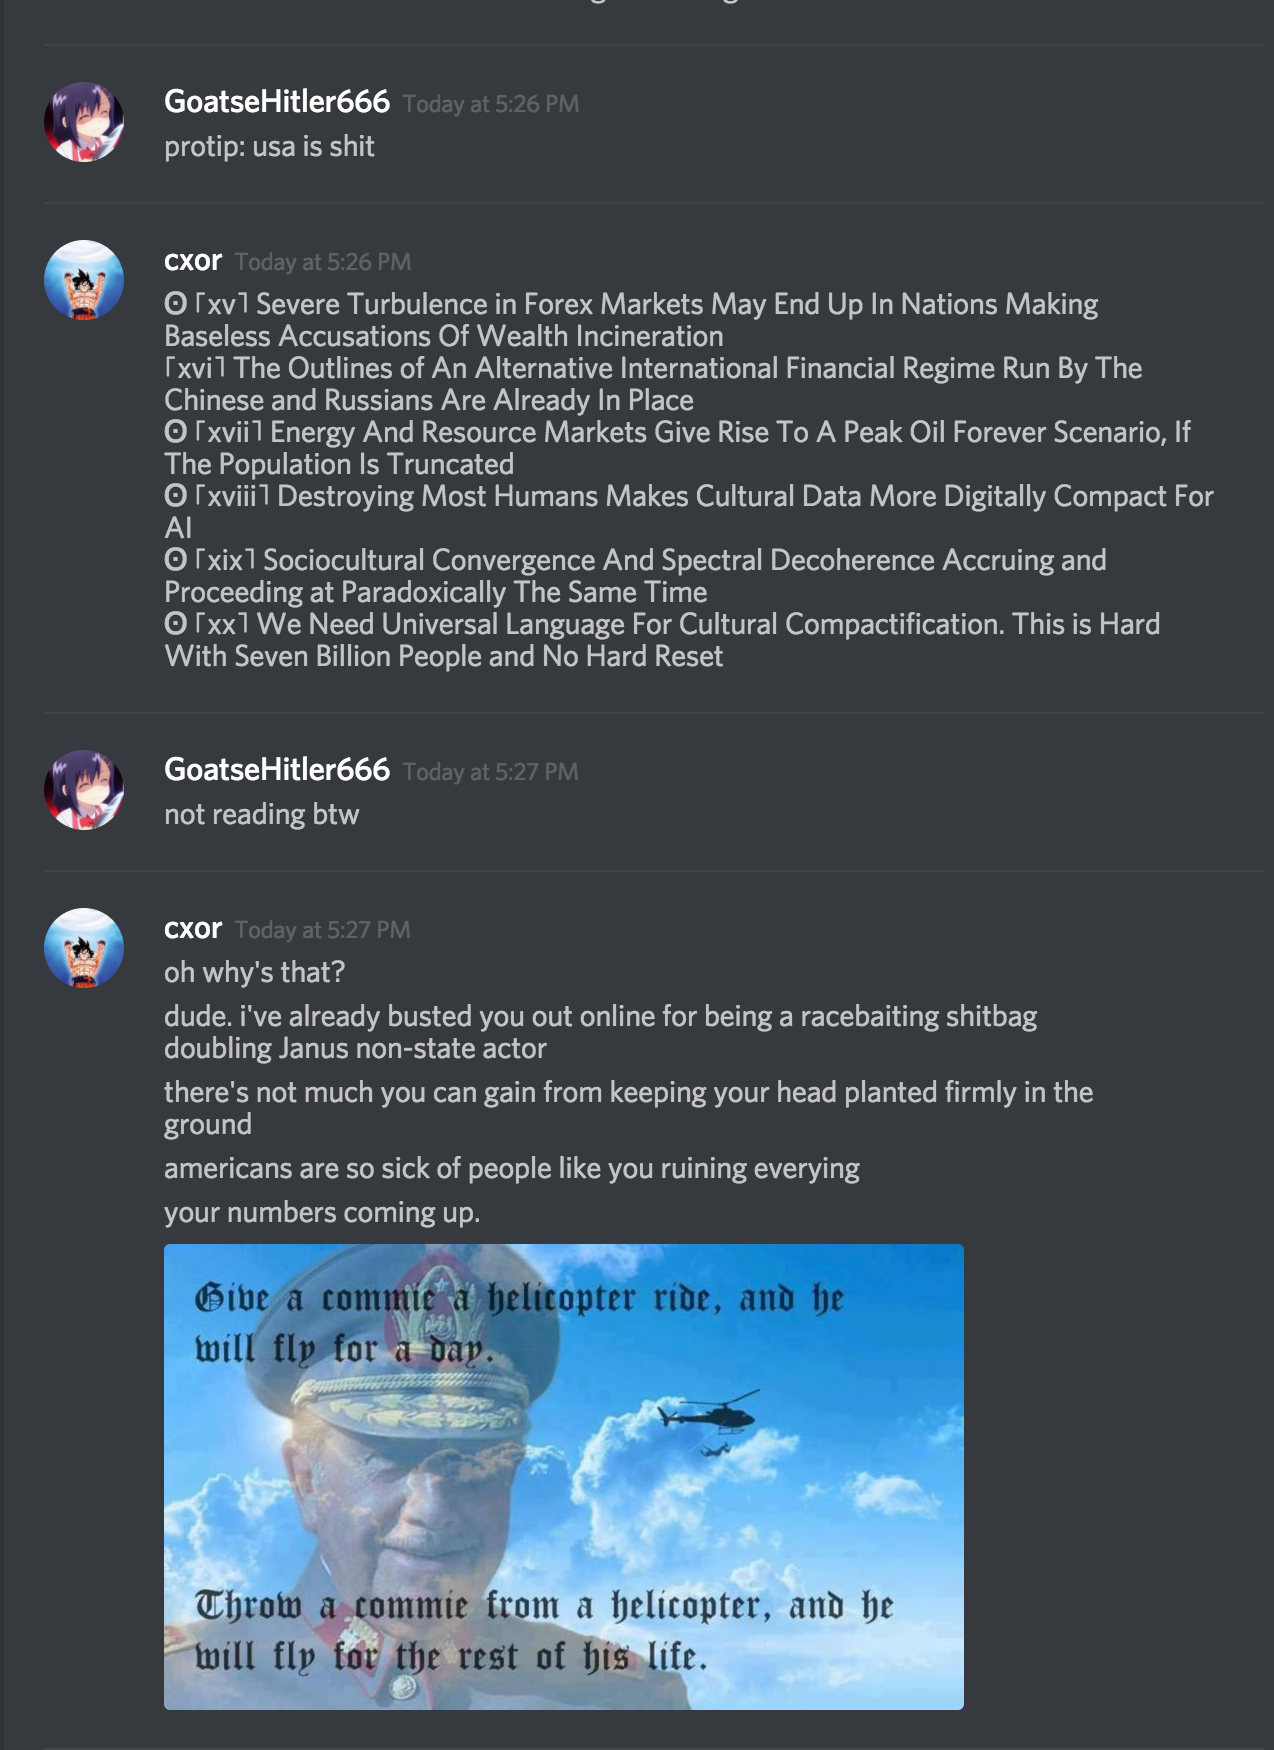 GoatseHitler666 Today at 5:26 PM
protip: usa is shit
cxor Today at 5:26 PM
ʘ ｢xv｣ Severe Turbulence in Forex Markets May End Up In Nations Making
Baseless Accusations Of Wealth Incineration
｢xvi｣ The Outlines of An Alternative International Financial Regime Run By The
Chinese and Russians Are Already In Place
ʘ ｢xvii｣ Energy And Resource Markets Give Rise To A Peak Oil Forever Scenario, If
The Population Is Truncated
ʘ ｢xviii｣ Destroying Most Humans Makes Cultural Data More Digitally Compact For
AI
ʘ ｢xix｣ Sociocultural Convergence And Spectral Decoherence Accruing and
Proceeding at Paradoxically The Same Time
ʘ ｢xx｣ We Need Universal Language For Cultural Compactification. This is Hard
With Seven Billion People and No Hard Reset
GoatseHitler666 Today at 5:27 PM
not reading btw
cxor Today at 5:27 PM
oh why's that?
dude. i've already busted you out online for being a racebaiting shitbag
doubling Janus non-state actor
there's not much you can gain from keeping your head planted firmly in the
ground
americans are so sick of people like you ruining everying
your numbers coming up.
Give a commie a helicopter ride, and he
will fly for a day.
Throw a commie from a helicopter, and he
will fly for the rest of his life.